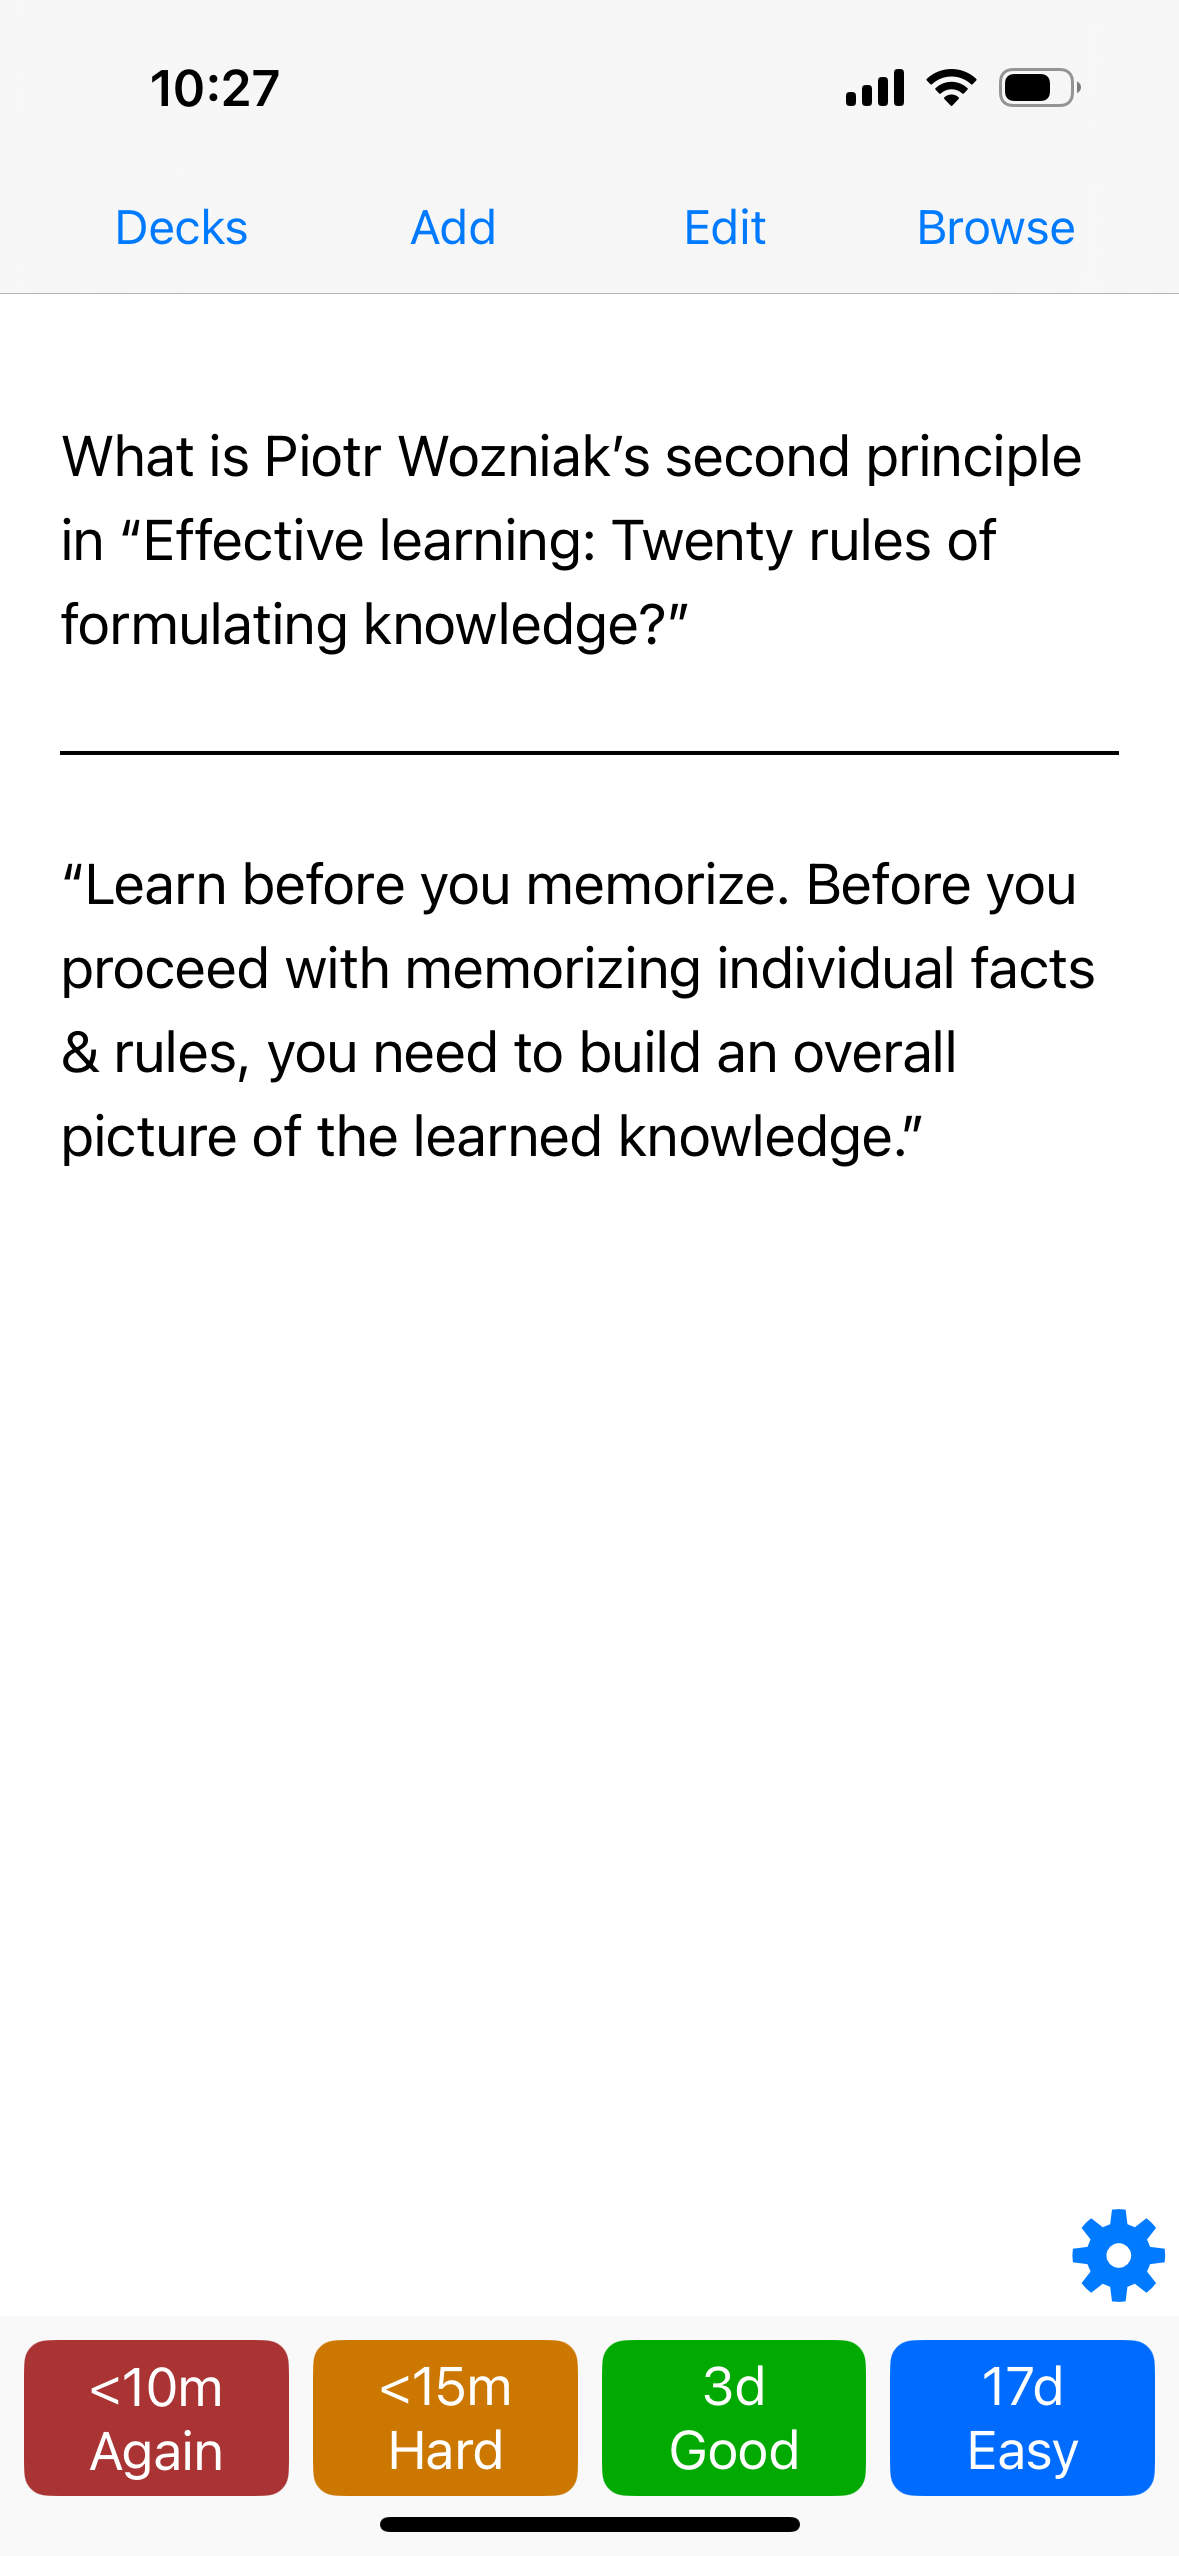 10:27
Decks Add Edit Browse
What is Piotr Wozniak’s second principle
in “Effective learning: Twenty rules of
formulating knowledge?”
“Learn before you memorize. Before you
proceed with memorizing individual facts
& rules, you need to build an overall
picture of the learned knowledge.”
<10m <15m 3d 17d
Again Hard Good Easy